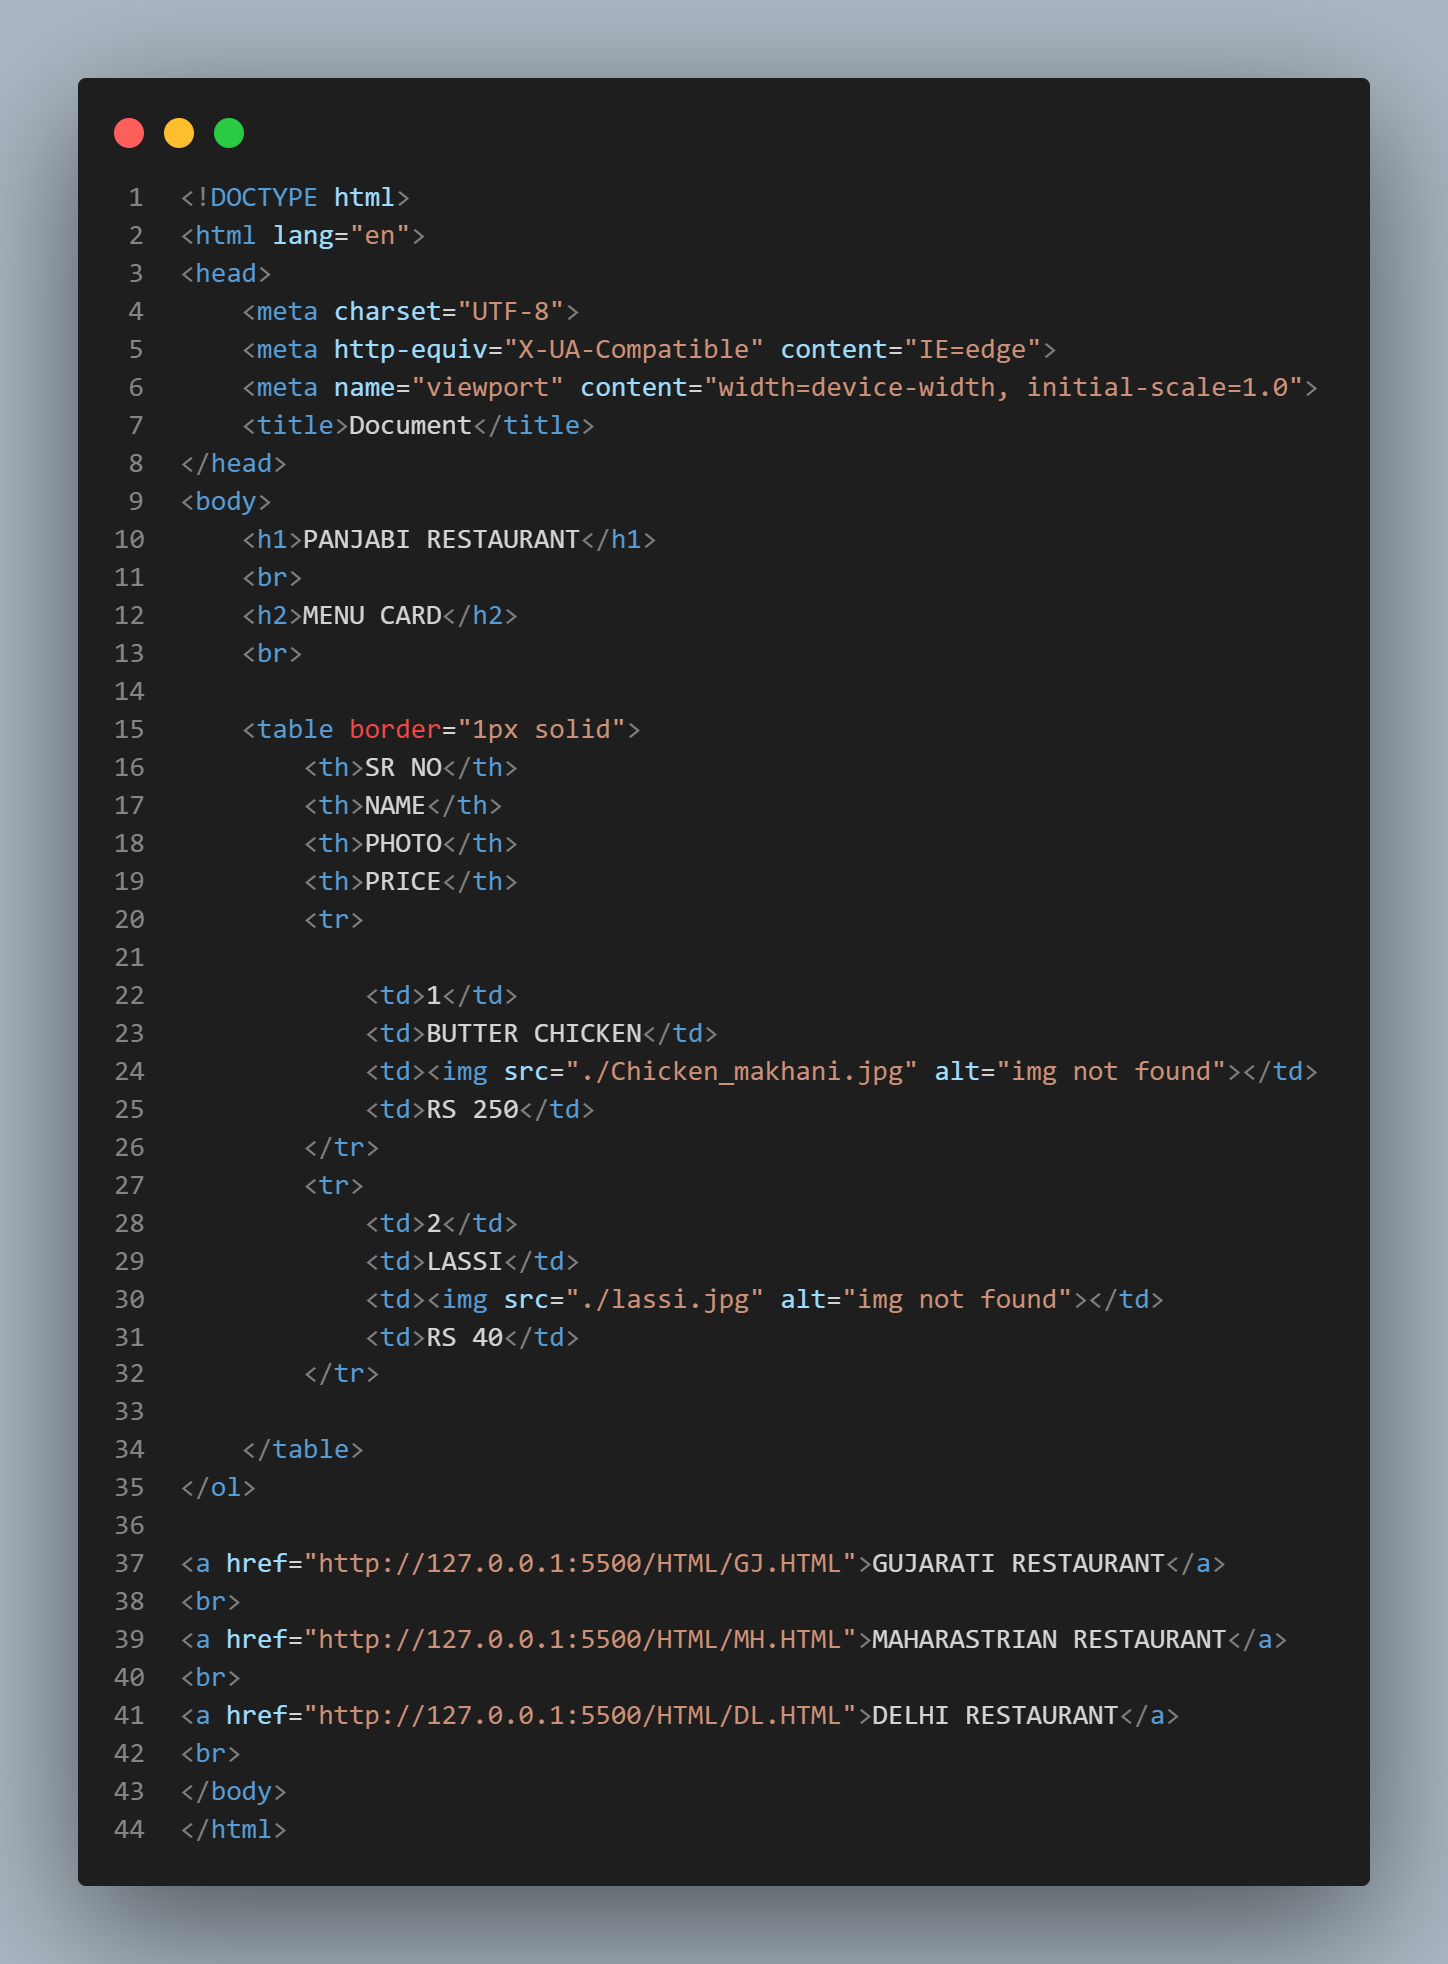 1 <!DOCTYPE html>
2 <html lang="en">
3 <head>
4     <meta charset="UTF-8">
5     <meta http-equiv="X-UA-Compatible" content="IE=edge">
6     <meta name="viewport" content="width=device-width, initial-scale=1.0">
7     <title>Document</title>
8 </head>
9 <body>
10     <h1>PANJABI RESTAURANT</h1>
11     <br>
12     <h2>MENU CARD</h2>
13     <br>
14
15     <table border="1px solid">
16         <th>SR NO</th>
17         <th>NAME</th>
18         <th>PHOTO</th>
19         <th>PRICE</th>
20         <tr>
21
22             <td>1</td>
23             <td>BUTTER CHICKEN</td>
24             <td><img src="./Chicken_makhani.jpg" alt="img not found"></td>
25             <td>RS 250</td>
26         </tr>
27         <tr>
28             <td>2</td>
29             <td>LASSI</td>
30             <td><img src="./lassi.jpg" alt="img not found"></td>
31             <td>RS 40</td>
32         </tr>
33
34     </table>
35 </ol>
36
37 <a href="http://127.0.0.1:5500/HTML/GJ.HTML">GUJARATI RESTAURANT</a>
38 <br>
39 <a href="http://127.0.0.1:5500/HTML/MH.HTML">MAHARASTRIAN RESTAURANT</a>
40 <br>
41 <a href="http://127.0.0.1:5500/HTML/DL.HTML">DELHI RESTAURANT</a>
42 <br>
43 </body>
44 </html>